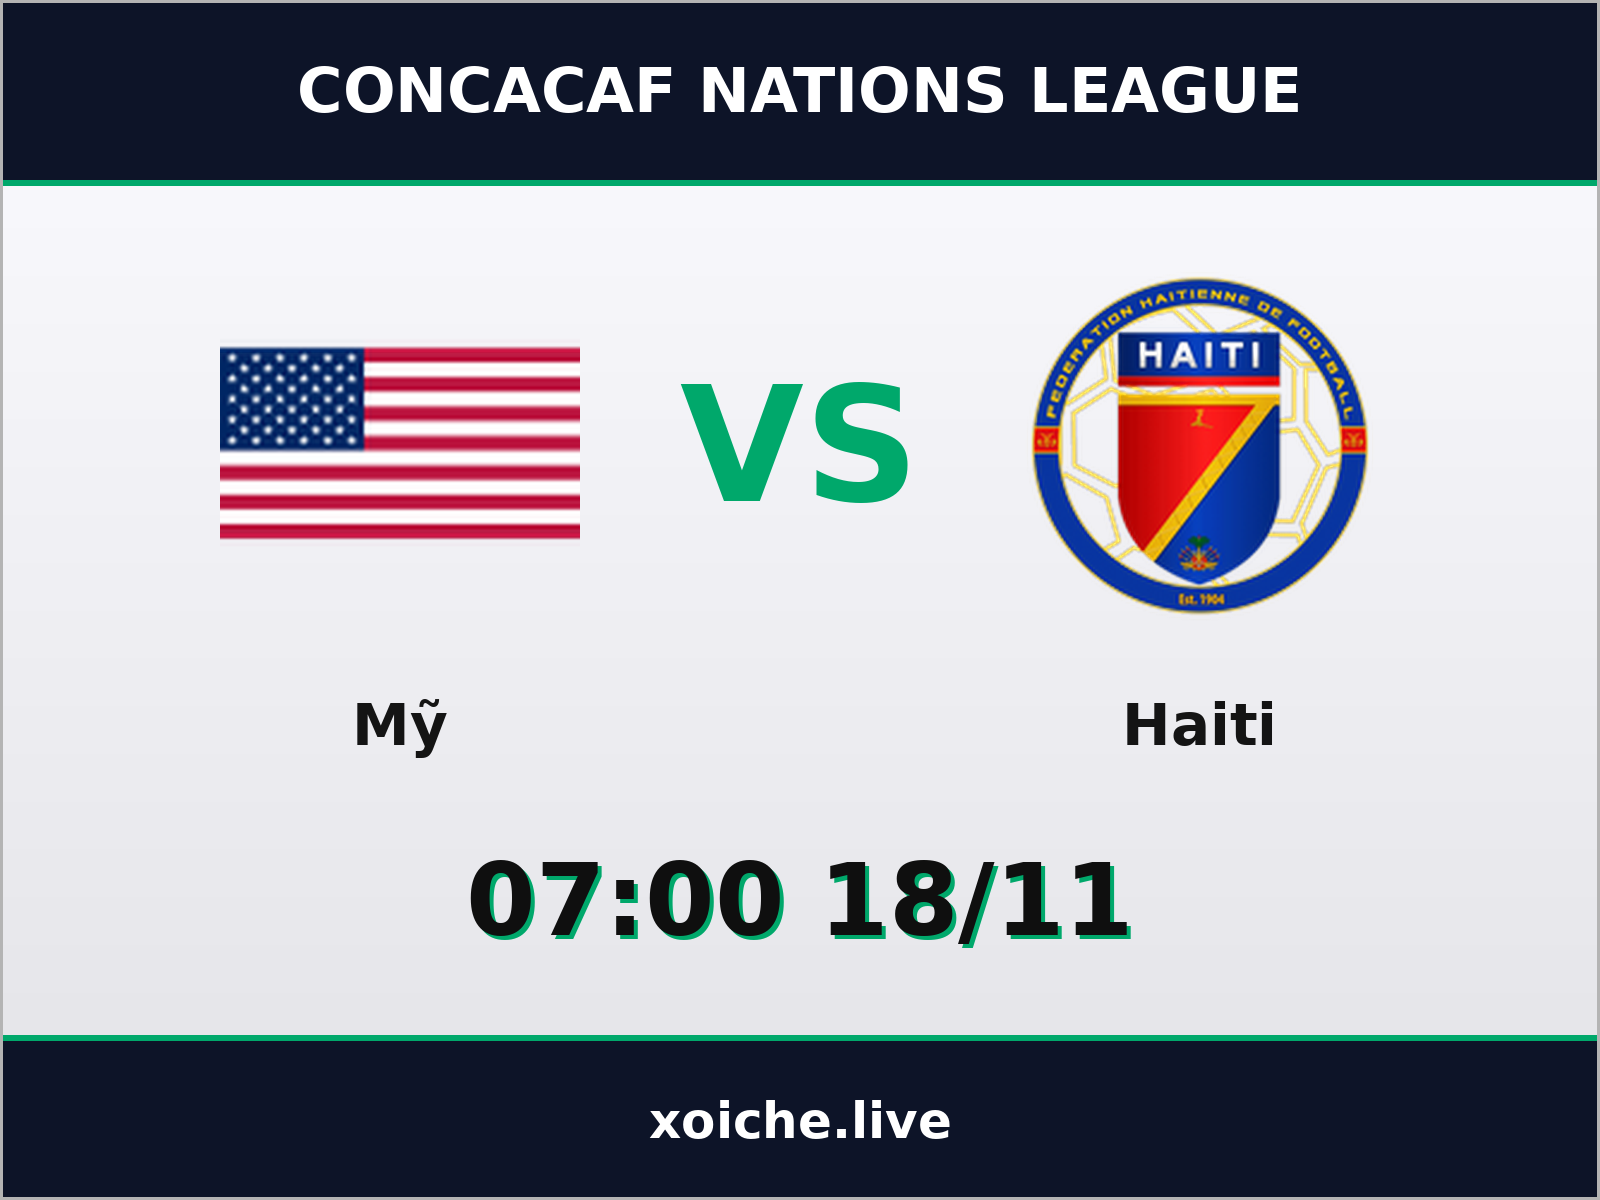 CONCACAF NATIONS LEAGUE
VS
FEDERATION HAITIENNE DE FOOTBALL
HAITI
Est. 1904
Mỹ
Haiti
07:00 18/11
xoiche.live